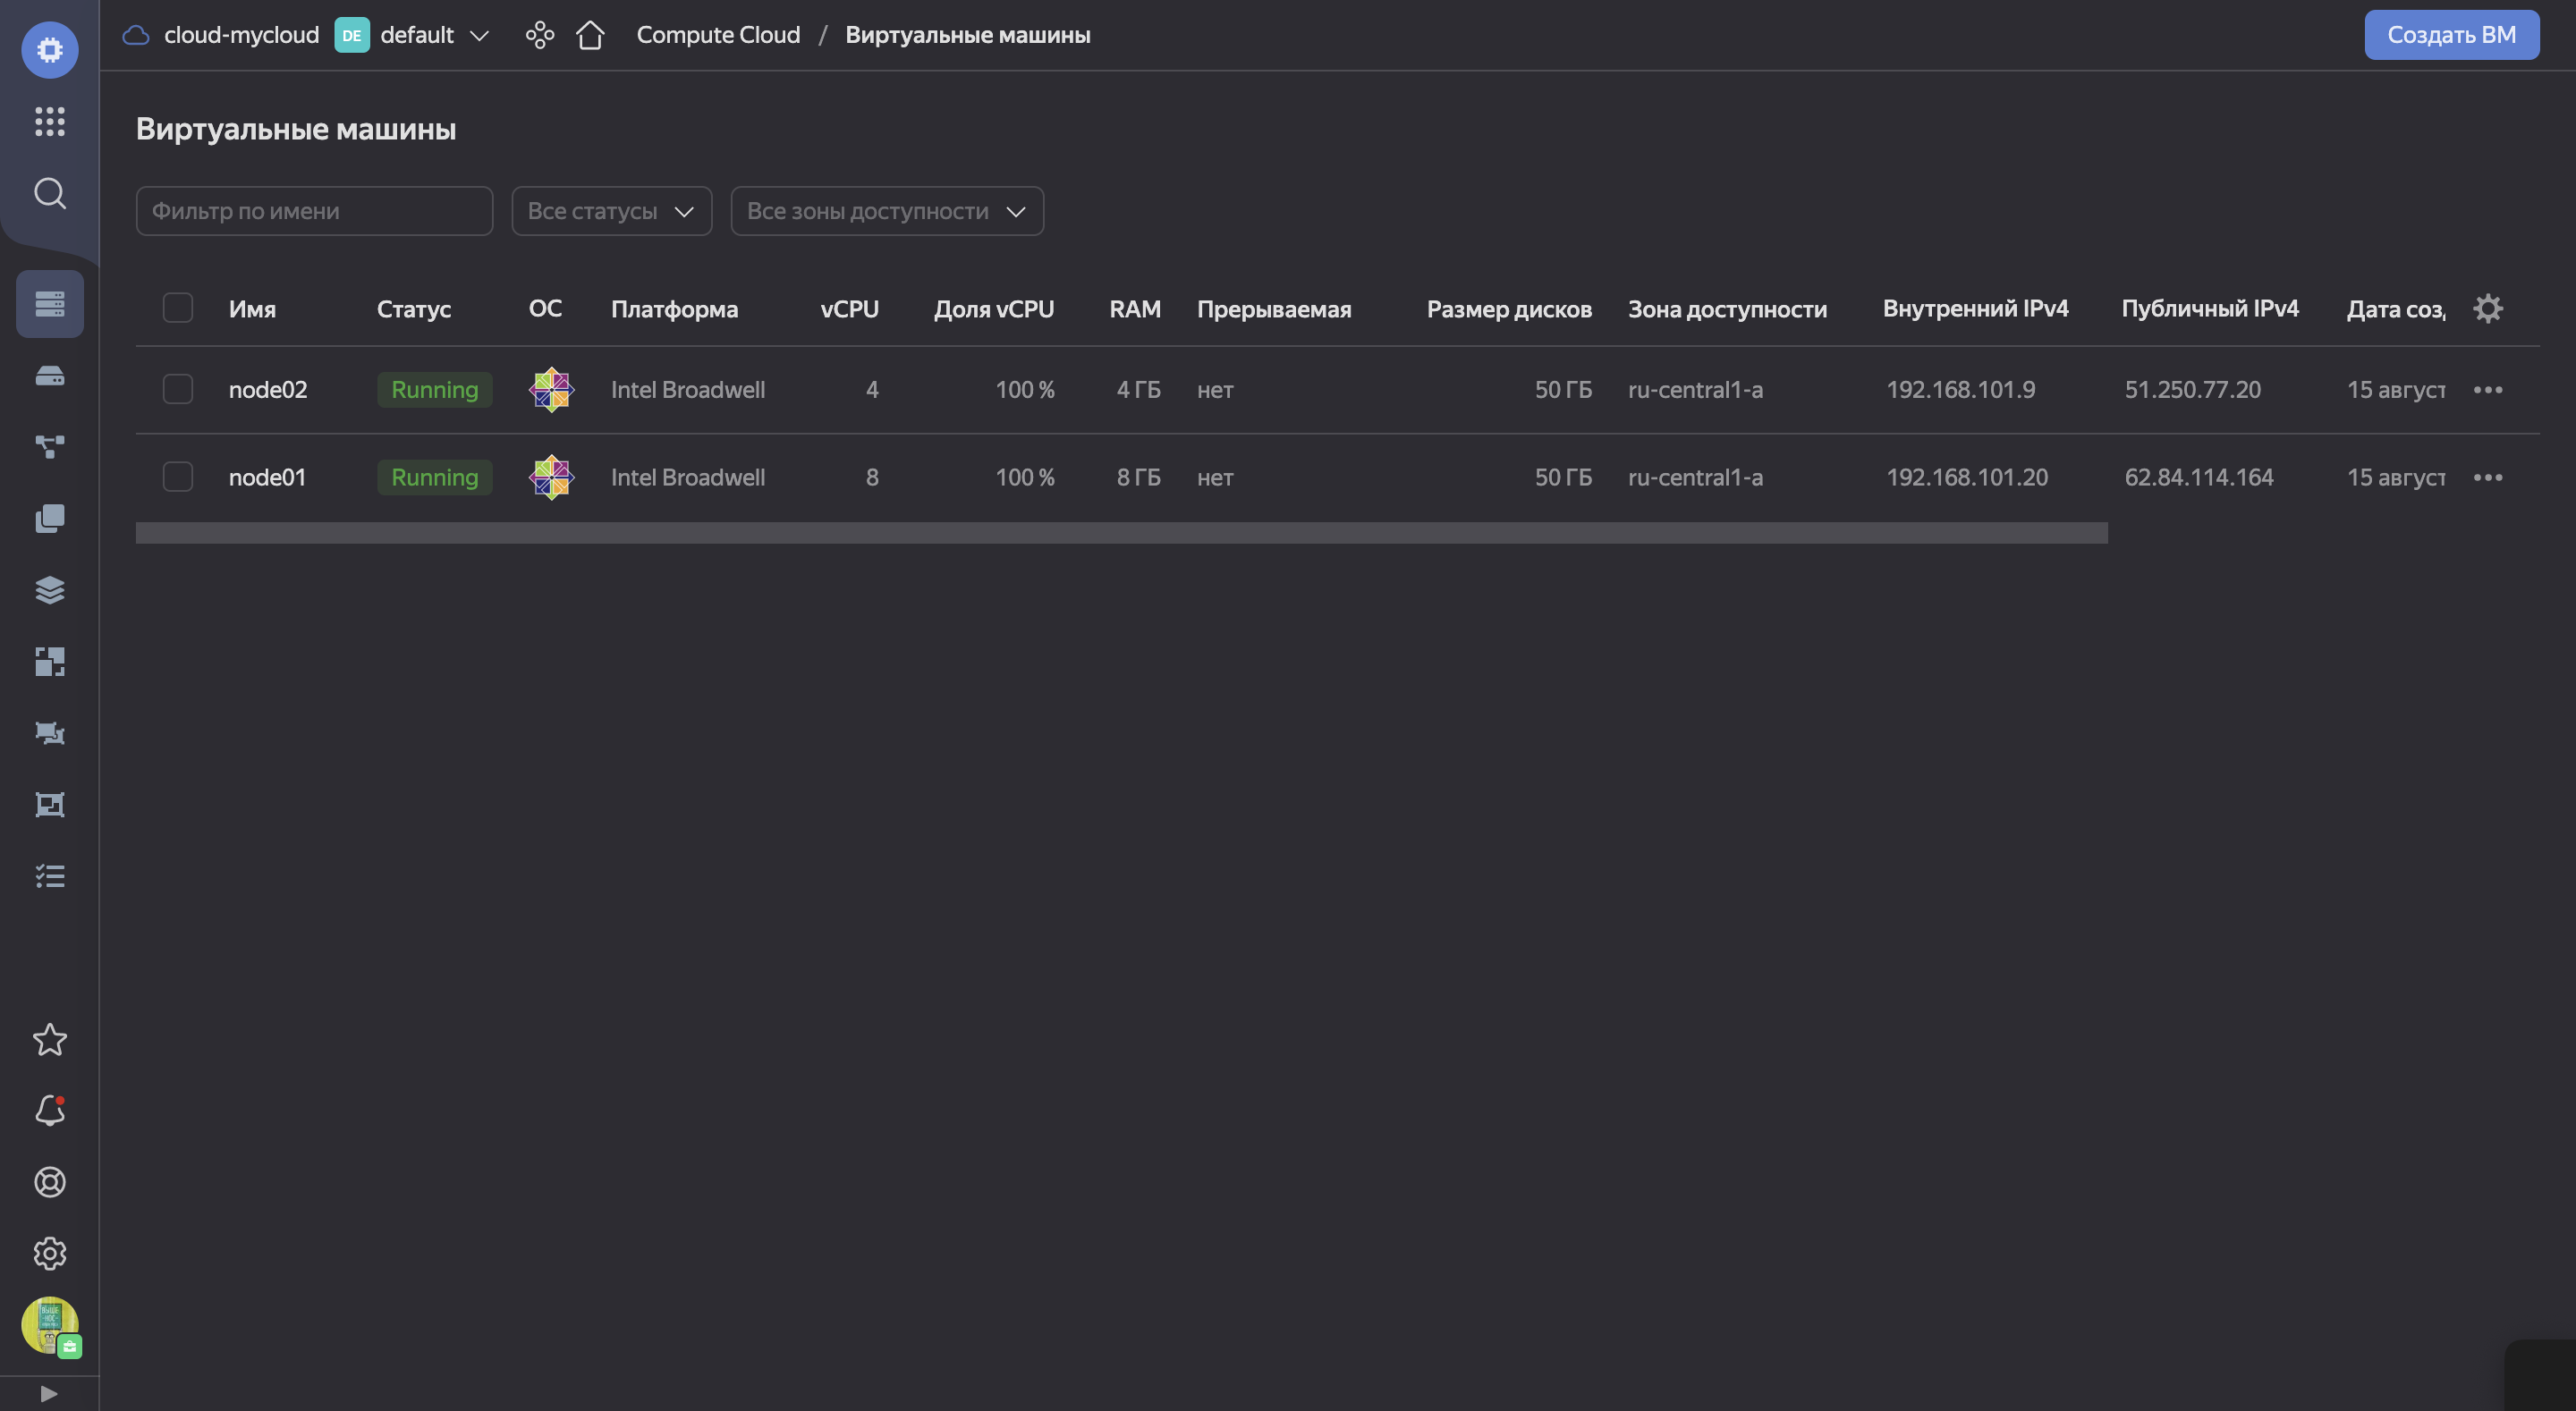 cloud-mycloud DE default Compute Cloud / Виртуальные машины Создать ВМ
Виртуальные машины
Фильтр по имени Все статусы Все зоны доступности
Имя Статус ОС Платформа vCPU Доля vCPU RAM Прерываемая Размер дисков Зона доступности Внутренний IPv4 Публичный IPv4 Дата соз
node02 Running Intel Broadwell 4 100 % 4 ГБ нет 50 ГБ ru-central1-a 192.168.101.9 51.250.77.20 15 август
node01 Running Intel Broadwell 8 100 % 8 ГБ нет 50 ГБ ru-central1-a 192.168.101.20 62.84.114.164 15 август